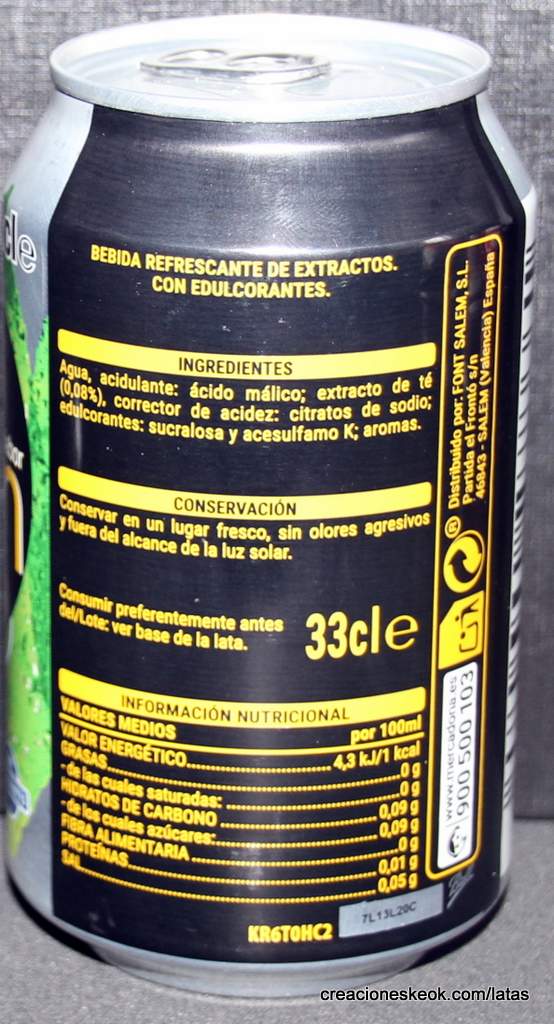 cle
BEBIDA REFRESCANTE DE EXTRACTOS.
CON EDULCORANTES.
INGREDIENTES
Agua, acidulante: ácido málico; extracto de té
(0,08%), corrector de acidez: citratos de sodio;
edulcorantes: sucralosa y acesulfamo K; aromas.
CONSERVACIÓN
Conservar en un lugar fresco, sin olores agresivos
y fuera del alcance de la luz solar.
Consumir preferentemente antes
del/Lote: ver base de la lata.
33cl e
INFORMACIÓN NUTRICIONAL
VALORES MEDIOS por 100ml
VALOR ENERGÉTICO 4,3 kJ/1 kcal
GRASAS 0 g
- de las cuales saturadas: 0 g
HIDRATOS DE CARBONO 0,09 g
- de los cuales azúcares: 0,09 g
FIBRA ALIMENTARIA 0 g
PROTEÍNAS 0,01 g
SAL 0,05 g
KR6T0HC2
7L13L20C
Distribuido por: FONT SALEM, S.L.
Partida el Frontó s/n
46843 - SALEM (Valencia) España
®
www.mercadona.es
900 500 103
creacioneskeok.com/latas